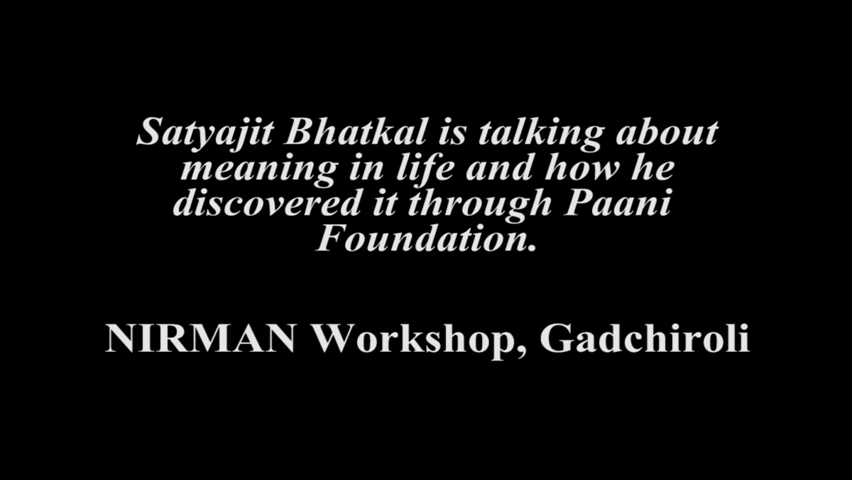 Satyajit Bhatkal is talking about
meaning in life and how he
discovered it through Paani
Foundation.
NIRMAN Workshop, Gadchiroli